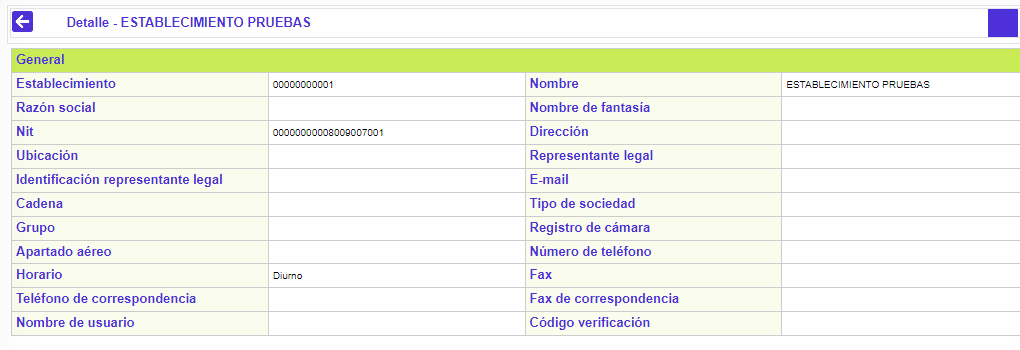 Detalle - ESTABLECIMIENTO PRUEBAS
General
Establecimiento 00000000001 Nombre ESTABLECIMIENTO PRUEBAS
Razón social Nombre de fantasía
Nit 00000000008009007001 Dirección
Ubicación Representante legal
Identificación representante legal E-mail
Cadena Tipo de sociedad
Grupo Registro de cámara
Apartado aéreo Número de teléfono
Horario Diurno Fax
Teléfono de correspondencia Fax de correspondencia
Nombre de usuario Código verificación